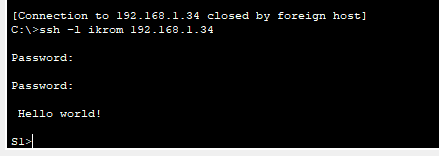 [Connection to 192.168.1.34 closed by foreign host]
C:\>ssh -l ikrom 192.168.1.34
Password:
Password:
Hello world!
S1>